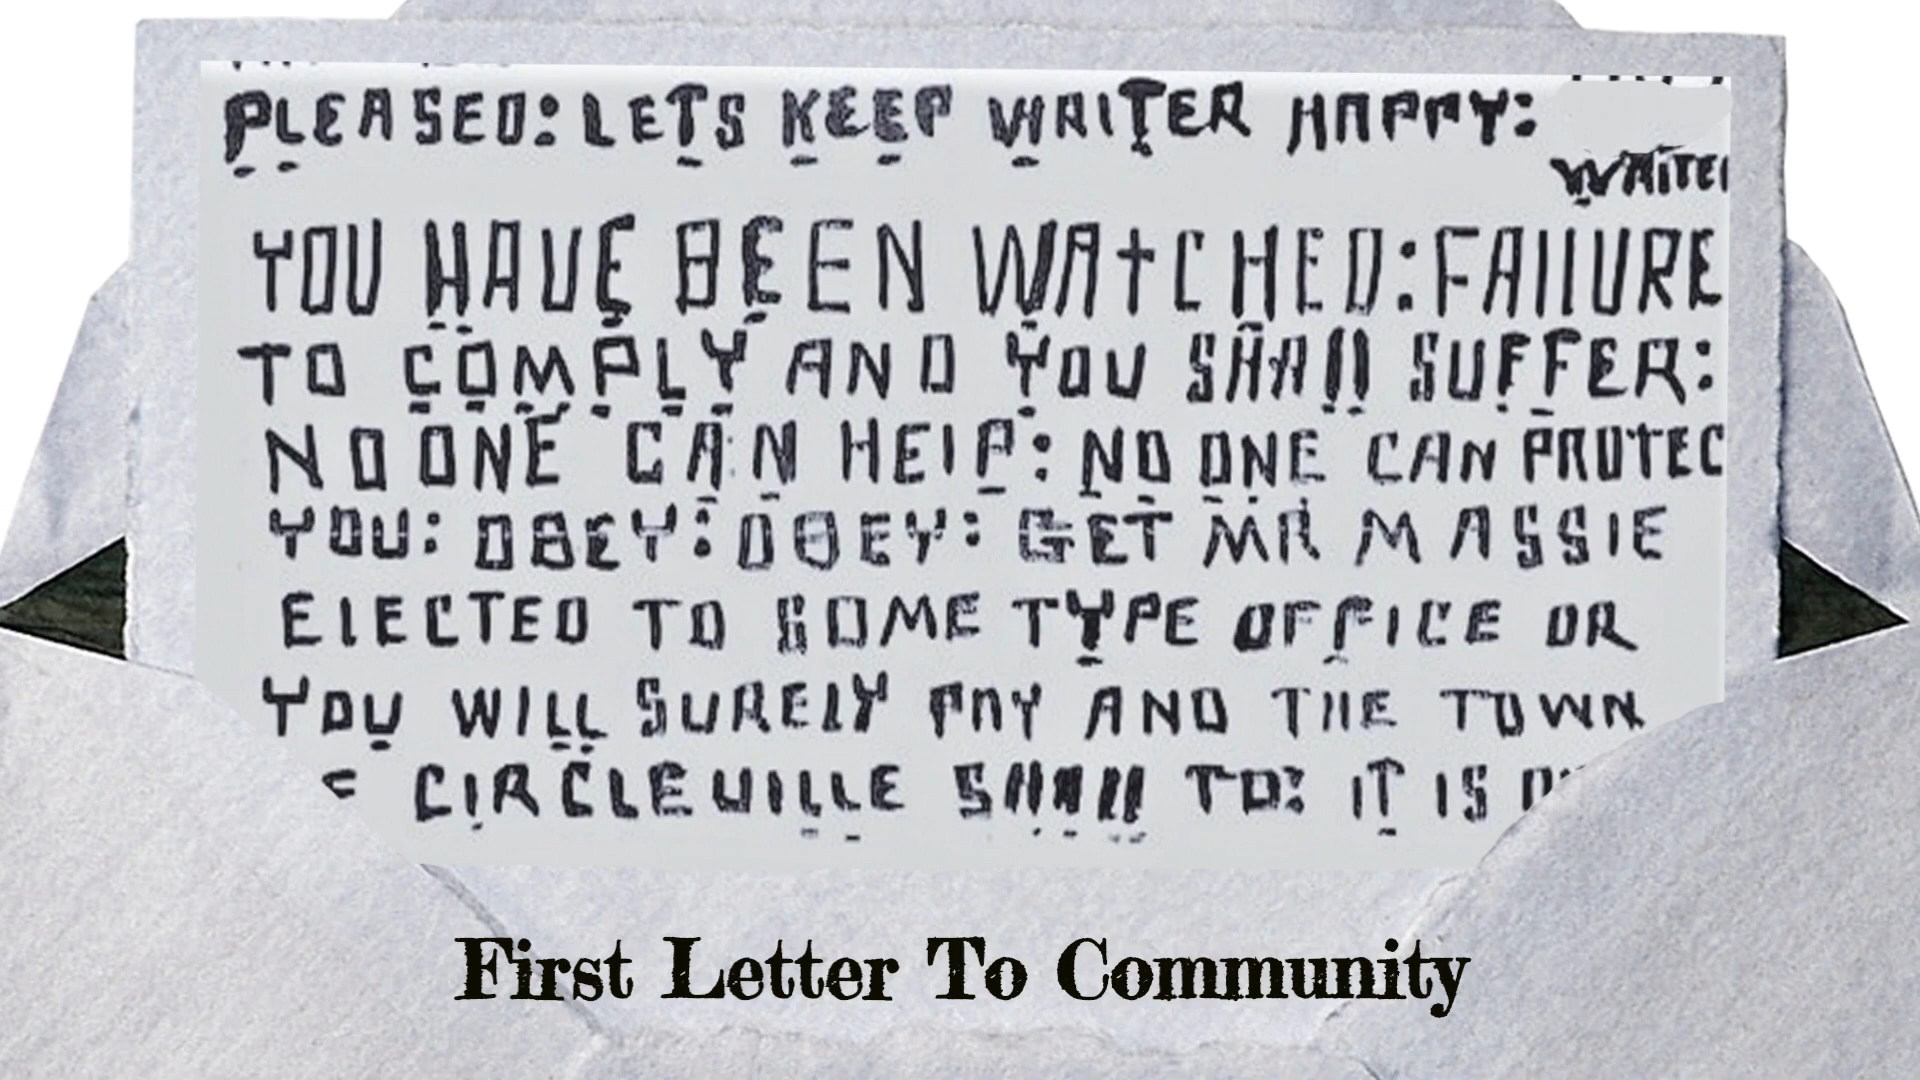 PLEASED: LETS KEEP WRITER HAPPY:
WRITER
YOU HAVE BEEN WATCHED: FAIlURE
TO COMPLY AND YOU SHAll SUFFER:
NO ONE CAN HElP: NO ONE CAN PROTEC
YOU: OBEY: OBEY: GET MR MASSIE
ElECTED TO SOME TYPE OFFICE OR
YOU WILL SURElY PAY AND THE TOWN
CIRCLEVILLE SHAll TO: IT IS
First Letter To Community